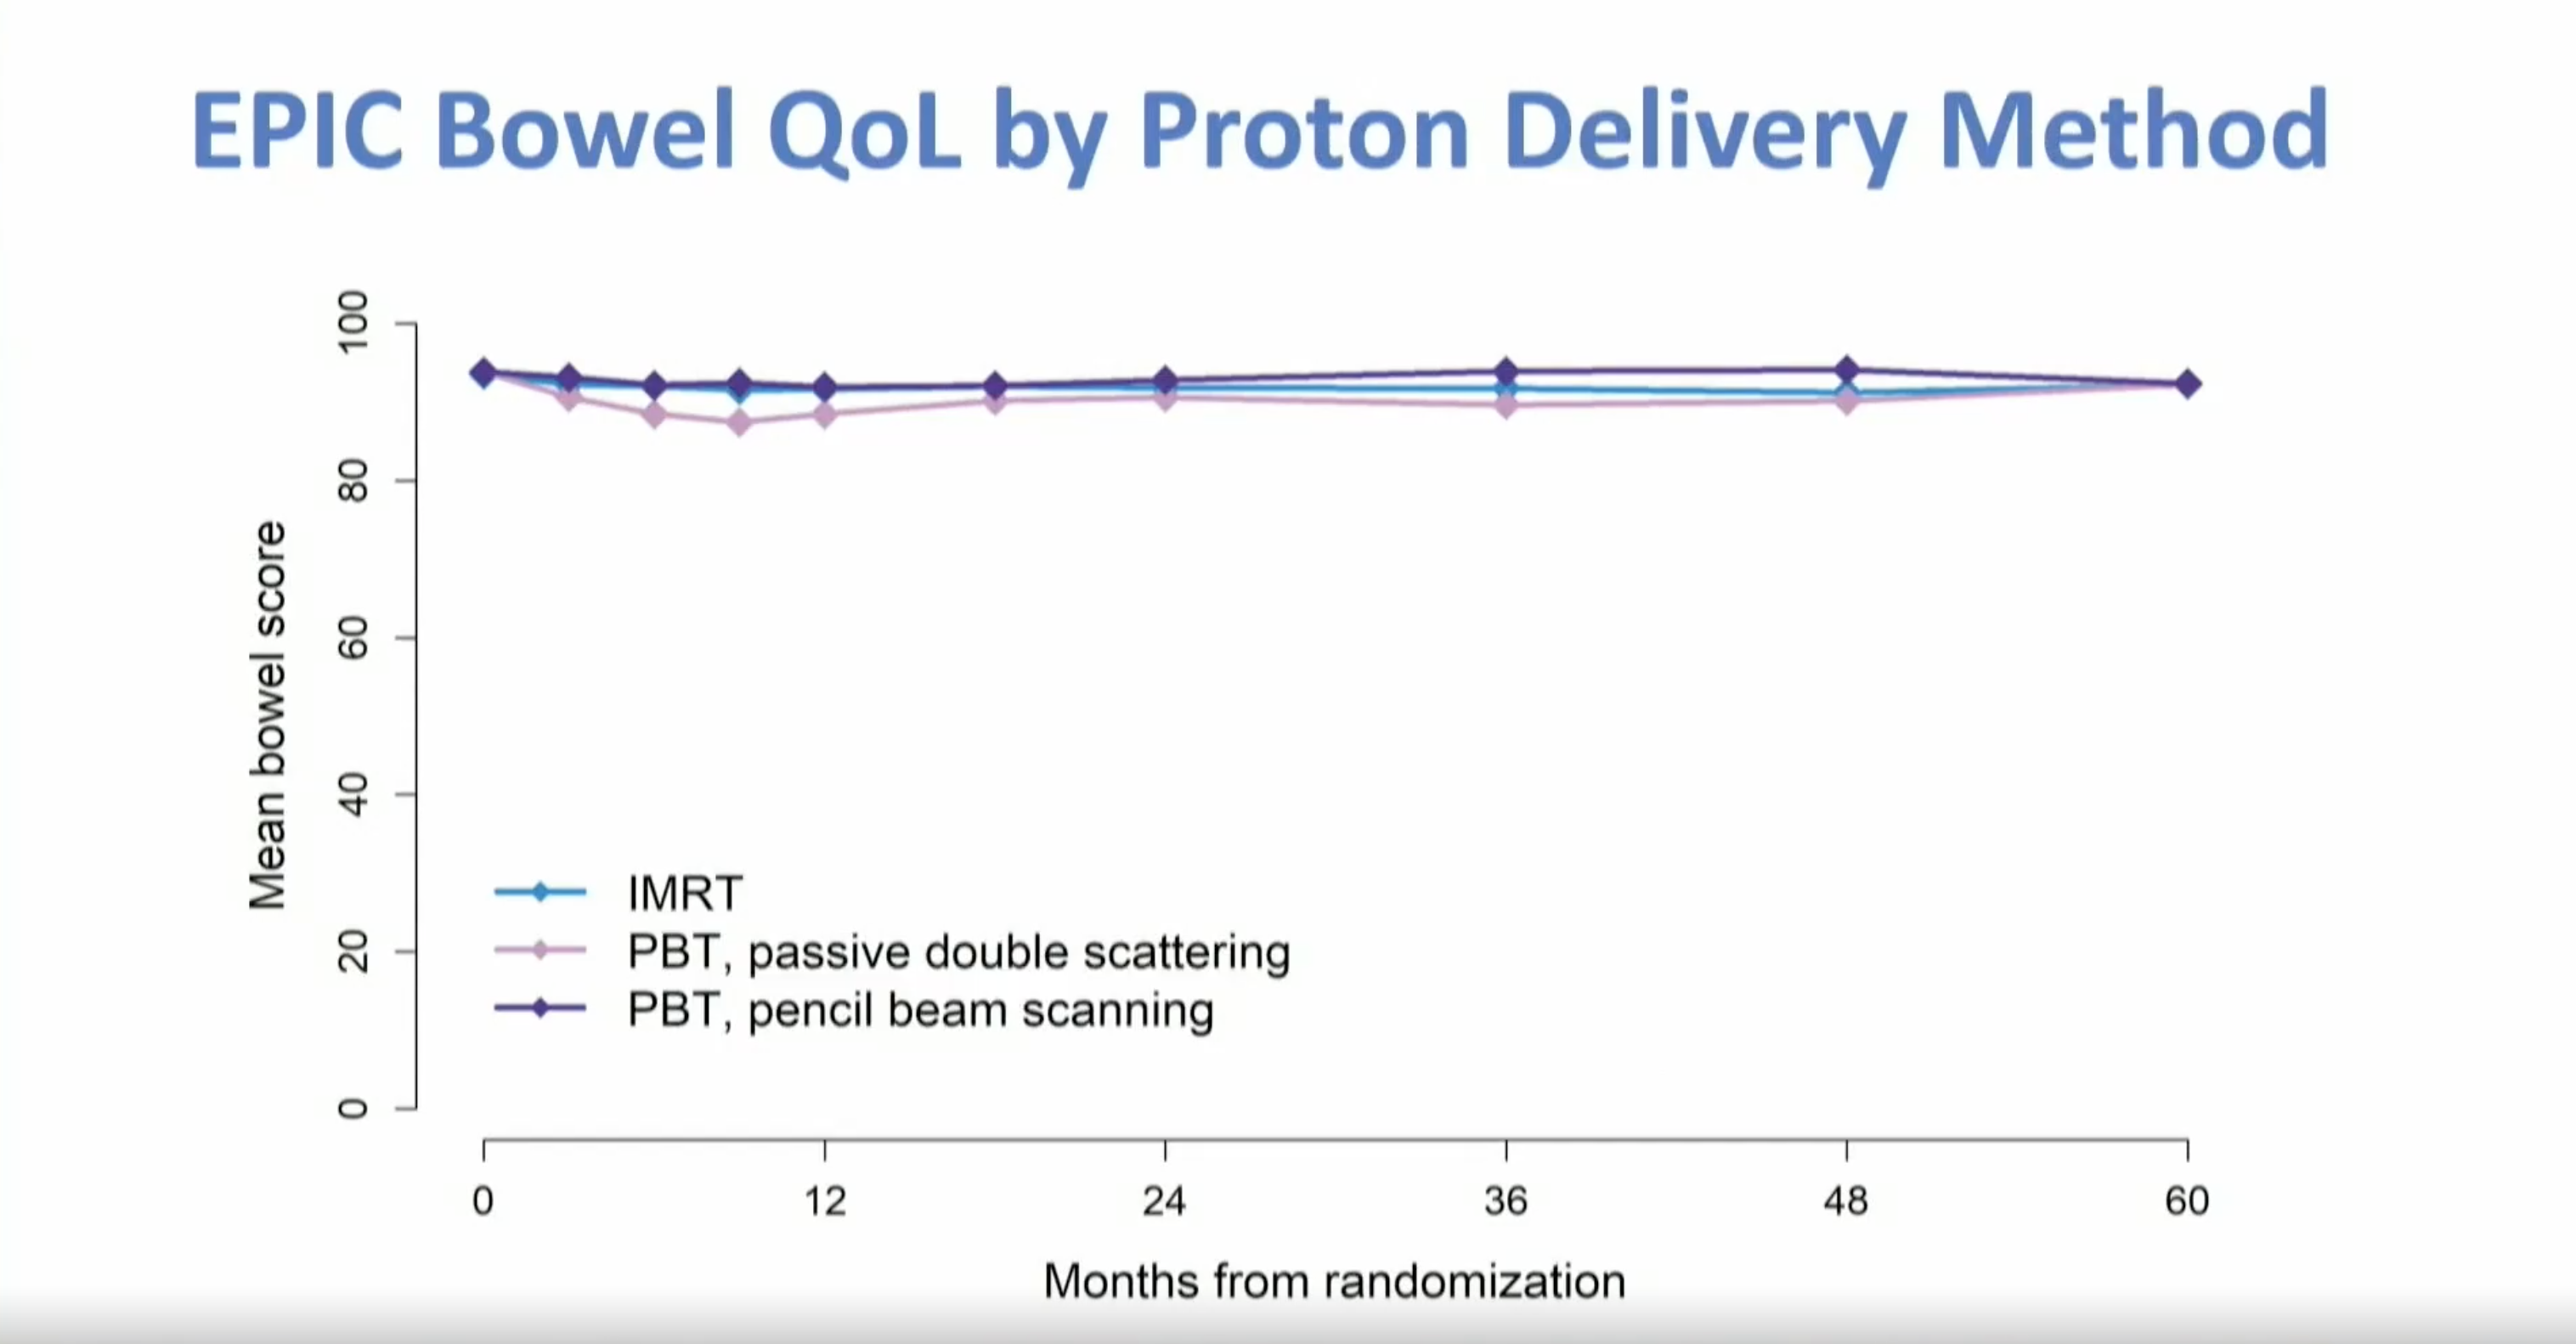 EPIC Bowel QoL by Proton Delivery Method
100
80
60
40
20
0
Mean bowel score
IMRT
PBT, passive double scattering
PBT, pencil beam scanning
0 12 24 36 48 60
Months from randomization